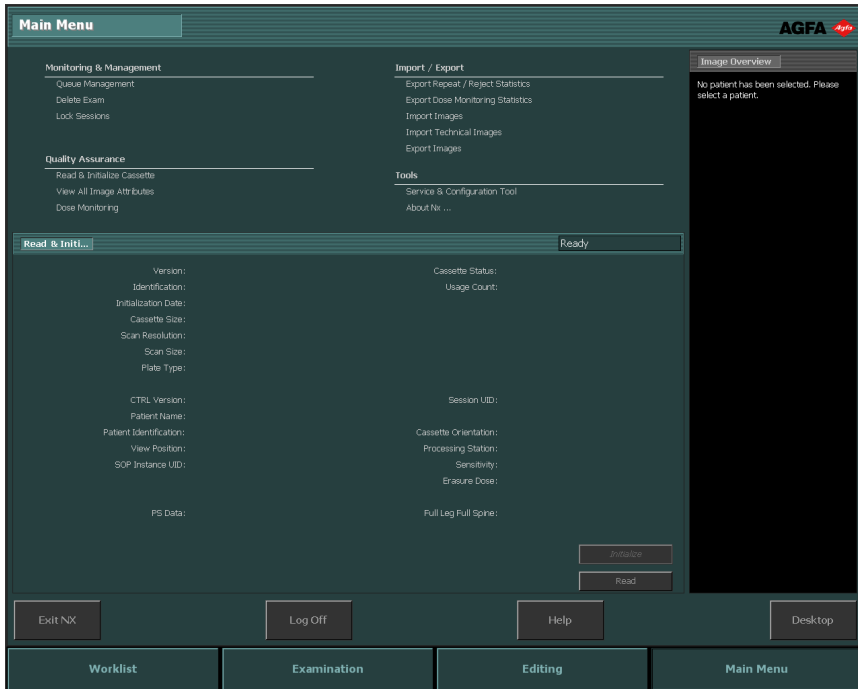 Main Menu
AGFA Agfa
Monitoring & Management
Queue Management
Delete Exam
Lock Sessions
Quality Assurance
Read & Initialize Cassette
View All Image Attributes
Dose Monitoring
Import / Export
Export Repeat / Reject Statistics
Export Dose Monitoring Statistics
Import Images
Import Technical Images
Export Images
Tools
Service & Configuration Tool
About Nx ...
Image Overview
No patient has been selected. Please
select a patient.
Read & Initi...
Ready
Version:
Identification:
Initialization Date:
Cassette Size:
Scan Resolution:
Scan Size:
Plate Type:
Cassette Status:
Usage Count:
CTRL Version:
Patient Name:
Patient Identification:
View Position:
SOP Instance UID:
PS Data:
Session UID:
Cassette Orientation:
Processing Station:
Sensitivity:
Erasure Dose:
Full Leg Full Spine:
Initialize
Read
Exit NX
Log Off
Help
Desktop
Worklist
Examination
Editing
Main Menu